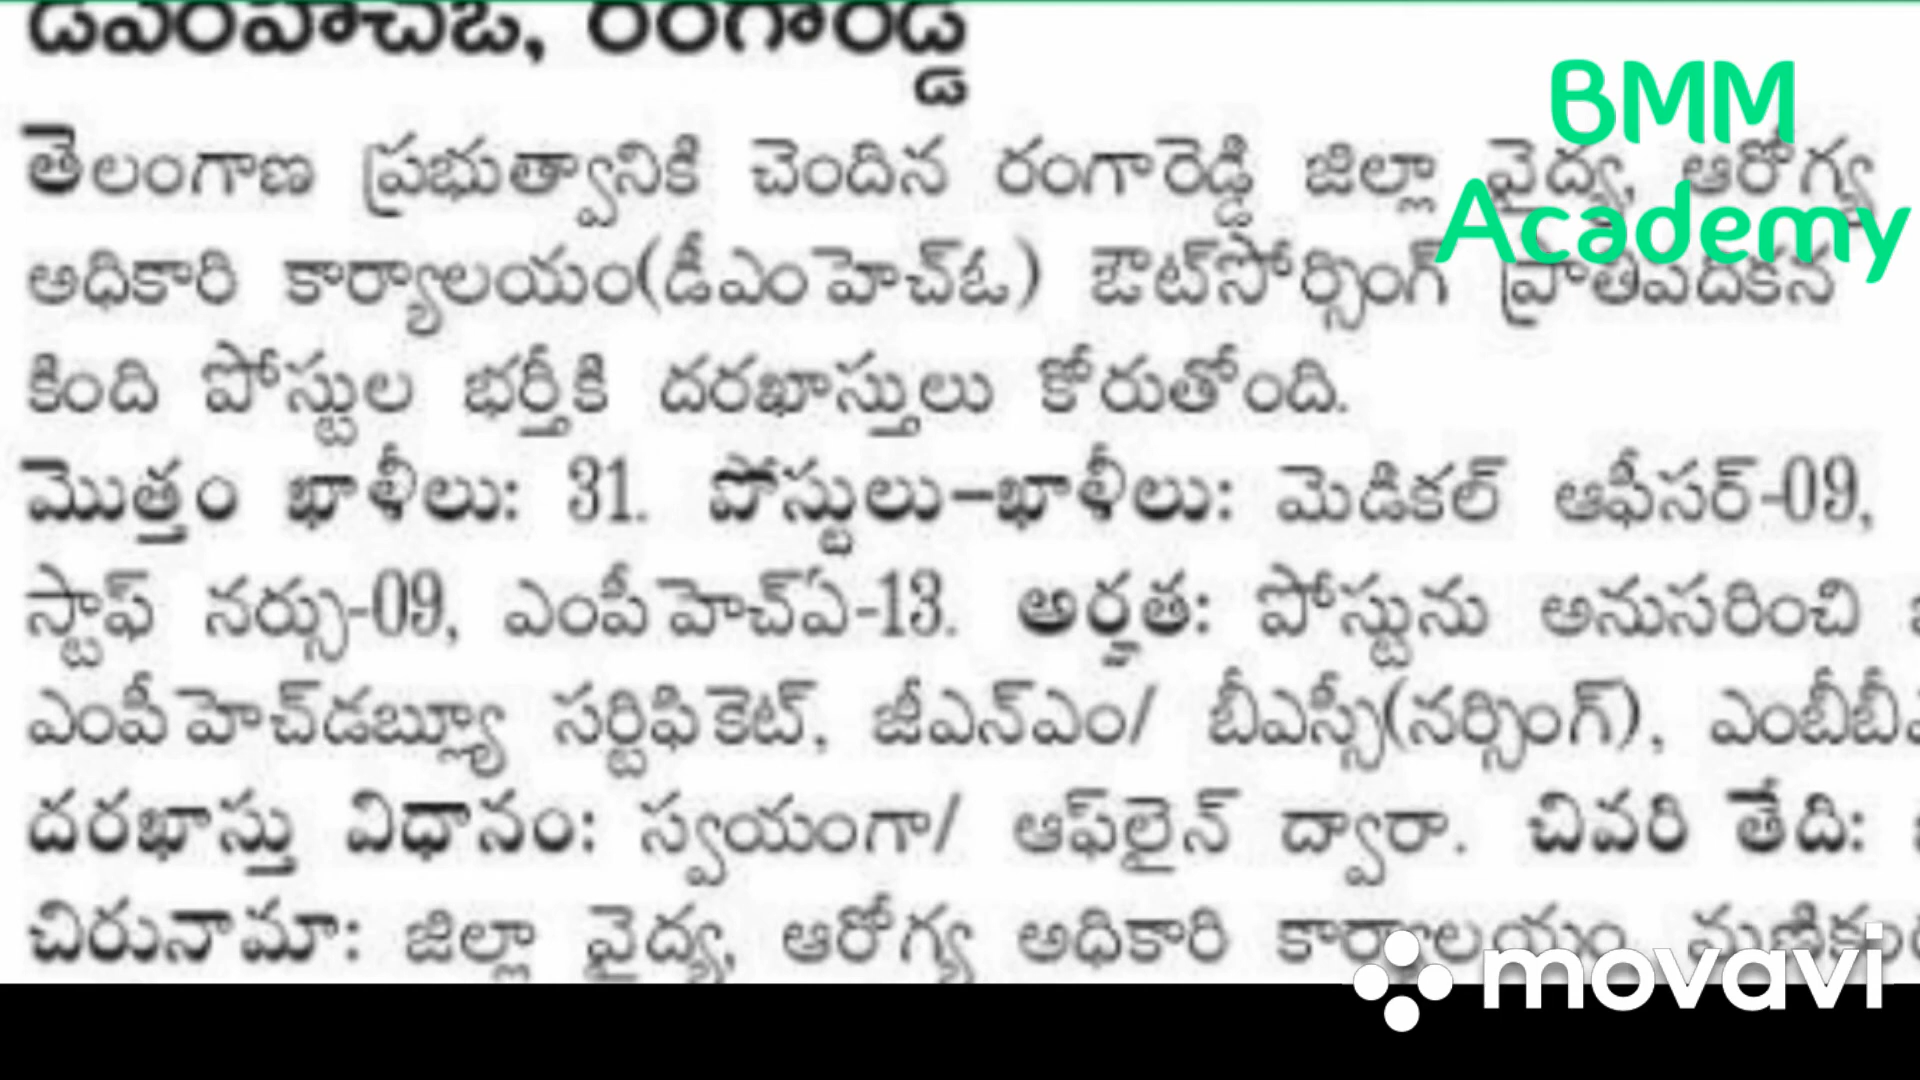 డీఎంహెచ్ఓ, రంగారెడ్డి
తెలంగాణ ప్రభుత్వానికి చెందిన రంగారెడ్డి జిల్లా వైద్య, ఆరోగ్య
అధికారి కార్యాలయం(డీఎంహెచ్ఓ) ఔట్‌సోర్సింగ్ ప్రాతిపదికన
కింది పోస్టుల భర్తీకి దరఖాస్తులు కోరుతోంది.
మొత్తం ఖాళీలు: 31. పోస్టులు–ఖాళీలు: మెడికల్ ఆఫీసర్-09,
స్టాఫ్ నర్సు-09, ఎంపీహెచ్ఏ-13. అర్హత: పోస్టును అనుసరించి
ఎంపీహెచ్‌డబ్ల్యూ సర్టిఫికెట్, జీఎన్ఎం/ బీఎస్సీ(నర్సింగ్),
దరఖాస్తు విధానం: స్వయంగా/ ఆఫ్‌లైన్ ద్వారా. చివరి తేది:
చిరునామా: జిల్లా వైద్య, ఆరోగ్య అధికారి కార్యాలయం,
BMM
Academy
movavi